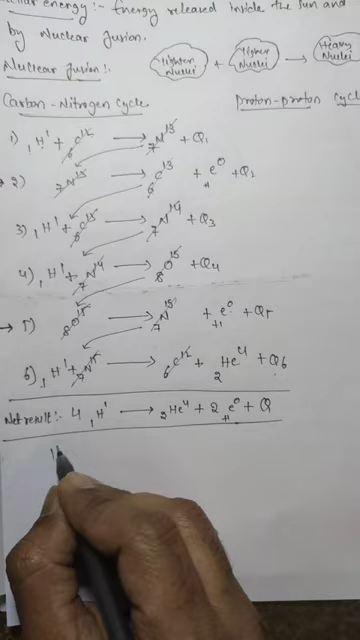 energy :- Energy released inside the sun and
by Nuclear fusion.
Nuclear fusion :- Lighter Nuclei + Lighter Nuclei → Heavy Nuclei
Carbon-Nitrogen cycle
Proton-proton cycl
1) ₁H¹ + ₆C¹² → ₇N¹³ + Q₁
2) ₇N¹³ → ₆C¹³ + ₊₁e⁰ + Q₂
3) ₁H¹ + ₆C¹³ → ₇N¹⁴ + Q₃
4) ₁H¹ + ₇N¹⁴ → ₈O¹⁵ + Q₄
→ 5) ₈O¹⁵ → ₇N¹⁵ + ₊₁e⁰ + Q₅
6) ₁H¹ + ₇N¹⁵ → ₆C¹² + ₂He⁴ + Q₆
Net result :- 4 ₁H¹ → ₂He⁴ + 2 ₊₁e⁰ + Q